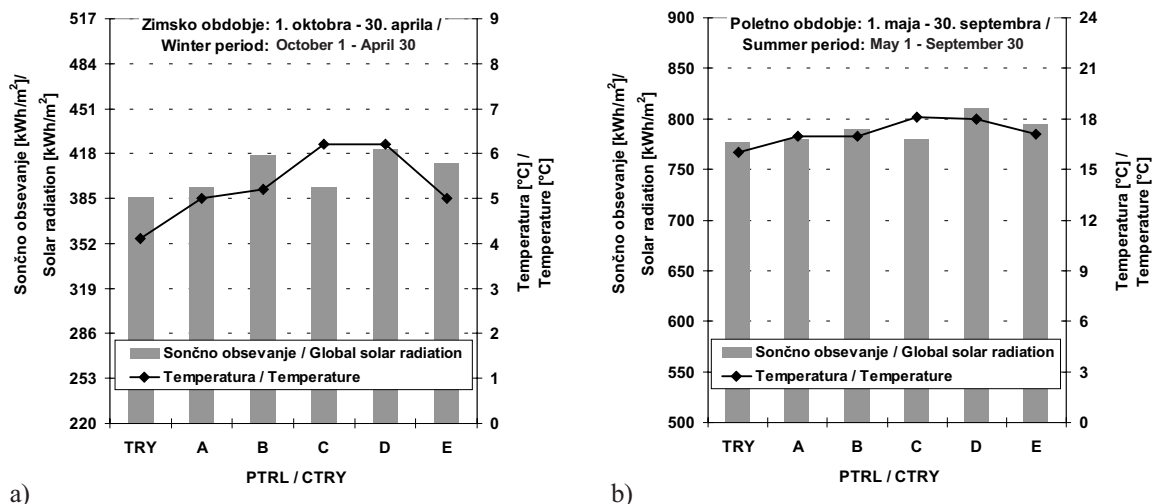 Zimsko obdobje: 1. oktobra - 30. aprila /
Winter period: October 1 - April 30
Sončno obsevanje [kWh/m²]/
Solar radiation [kWh/m²]
517
484
451
418
385
352
319
286
253
220
9
8
7
6
5
4
3
2
1
0
Temperatura [°C] /
Temperature [°C]
Sončno obsevanje / Global solar radiation
Temperatura / Temperature
TRY A B C D E
PTRL / CTRY
a)
Poletno obdobje: 1. maja - 30. septembra /
Summer period: May 1 - September 30
Sončno obsevanje [kWh/m²]/
Solar radiation [kWh/m²]
900
850
800
750
700
650
600
550
500
24
21
18
15
12
9
6
3
0
Temperatura [°C] /
Temperature [°C]
Sončno obsevanje / Global solar radiation
Temperatura / Temperature
TRY A B C D E
PTRL / CTRY
b)